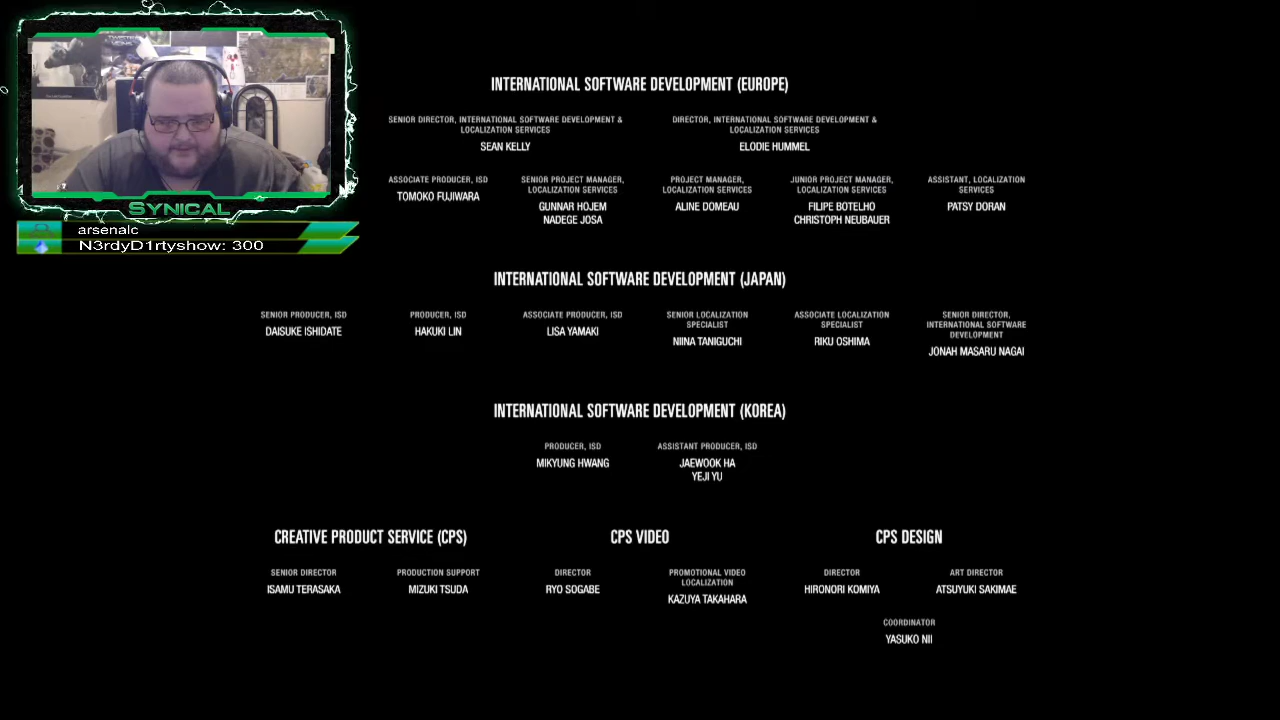 INTERNATIONAL SOFTWARE DEVELOPMENT (EUROPE)
SENIOR DIRECTOR, INTERNATIONAL SOFTWARE DEVELOPMENT &
LOCALIZATION SERVICES
SEAN KELLY
DIRECTOR, INTERNATIONAL SOFTWARE DEVELOPMENT &
LOCALIZATION SERVICES
ELODIE HUMMEL
ASSOCIATE PRODUCER, ISD
TOMOKO FUJIWARA
SENIOR PROJECT MANAGER,
LOCALIZATION SERVICES
GUNNAR HOJEM
NADEGE JOSA
PROJECT MANAGER,
LOCALIZATION SERVICES
ALINE DOMEAU
JUNIOR PROJECT MANAGER,
LOCALIZATION SERVICES
FILIPE BOTELHO
CHRISTOPH NEUBAUER
ASSISTANT, LOCALIZATION
SERVICES
PATSY DORAN
SYNICAL
arsenalc
N3rdyD1rtyshow: 300
INTERNATIONAL SOFTWARE DEVELOPMENT (JAPAN)
SENIOR PRODUCER, ISD
DAISUKE ISHIDATE
PRODUCER, ISD
HAKUKI LIN
ASSOCIATE PRODUCER, ISD
LISA YAMAKI
SENIOR LOCALIZATION
SPECIALIST
NIINA TANIGUCHI
ASSOCIATE LOCALIZATION
SPECIALIST
RIKU OSHIMA
SENIOR DIRECTOR,
INTERNATIONAL SOFTWARE
DEVELOPMENT
JONAH MASARU NAGAI
INTERNATIONAL SOFTWARE DEVELOPMENT (KOREA)
PRODUCER, ISD
MIKYUNG HWANG
ASSISTANT PRODUCER, ISD
JAEWOOK HA
YEJI YU
CREATIVE PRODUCT SERVICE (CPS)
SENIOR DIRECTOR
ISAMU TERASAKA
PRODUCTION SUPPORT
MIZUKI TSUDA
CPS VIDEO
DIRECTOR
RYO SOGABE
PROMOTIONAL VIDEO
LOCALIZATION
KAZUYA TAKAHARA
CPS DESIGN
DIRECTOR
HIRONORI KOMIYA
ART DIRECTOR
ATSUYUKI SAKIMAE
COORDINATOR
YASUKO NII